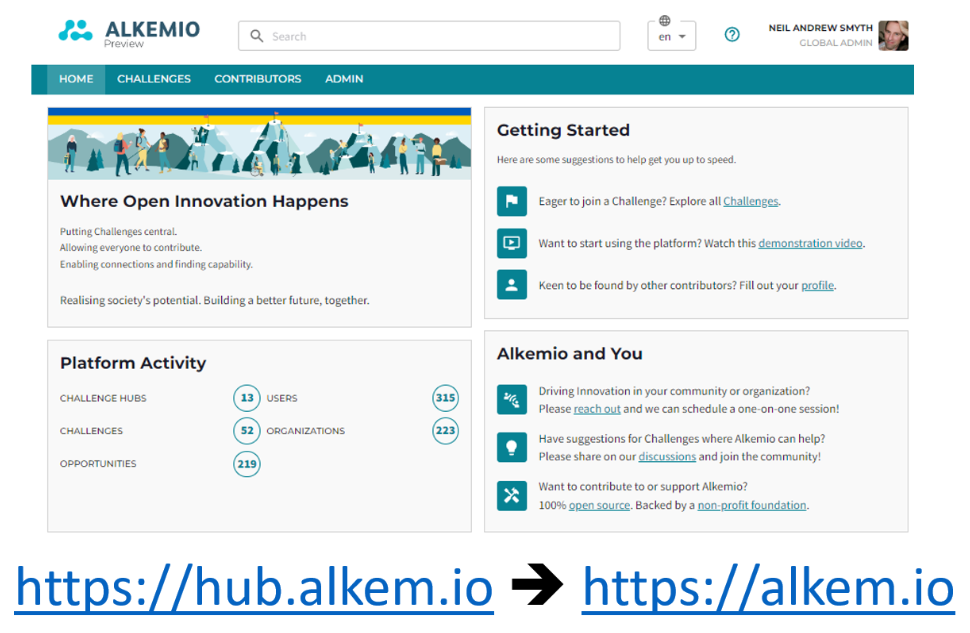 ALKEMIO
Preview
Search
en
NEIL ANDREW SMYTH
GLOBAL ADMIN
HOME CHALLENGES CONTRIBUTORS ADMIN
Where Open Innovation Happens
Putting Challenges central.
Allowing everyone to contribute.
Enabling connections and finding capability.
Realising society's potential. Building a better future, together.
Getting Started
Here are some suggestions to help get you up to speed.
Eager to join a Challenge? Explore all Challenges.
Want to start using the platform? Watch this demonstration video.
Keen to be found by other contributors? Fill out your profile.
Platform Activity
CHALLENGE HUBS 13 USERS 315
CHALLENGES 52 ORGANIZATIONS 223
OPPORTUNITIES 219
Alkemio and You
Driving Innovation in your community or organization?
Please reach out and we can schedule a one-on-one session!
Have suggestions for Challenges where Alkemio can help?
Please share on our discussions and join the community!
Want to contribute to or support Alkemio?
100% open source. Backed by a non-profit foundation.
https://hub.alkem.io ➔ https://alkem.io